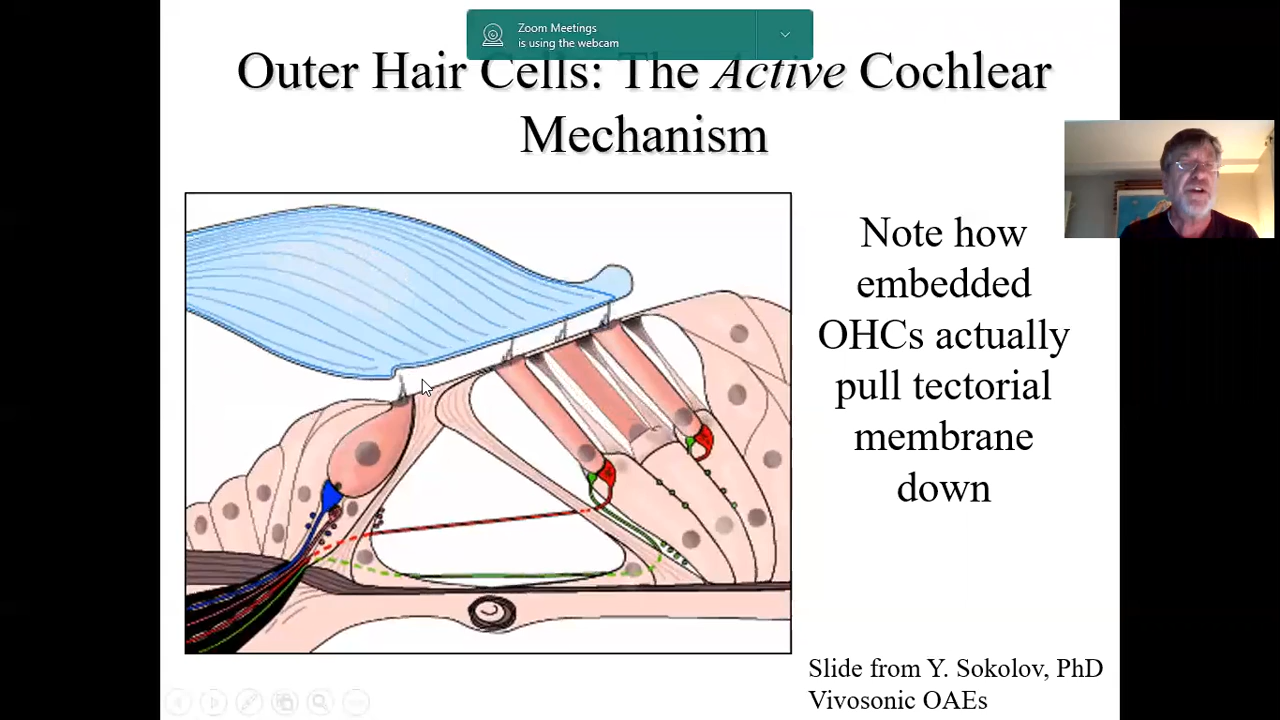 Zoom Meetings
is using the webcam
Outer Hair Cells: The Active Cochlear
Mechanism
Note how
embedded
OHCs actually
pull tectorial
membrane
down
Slide from Y. Sokolov, PhD
Vivosonic OAEs